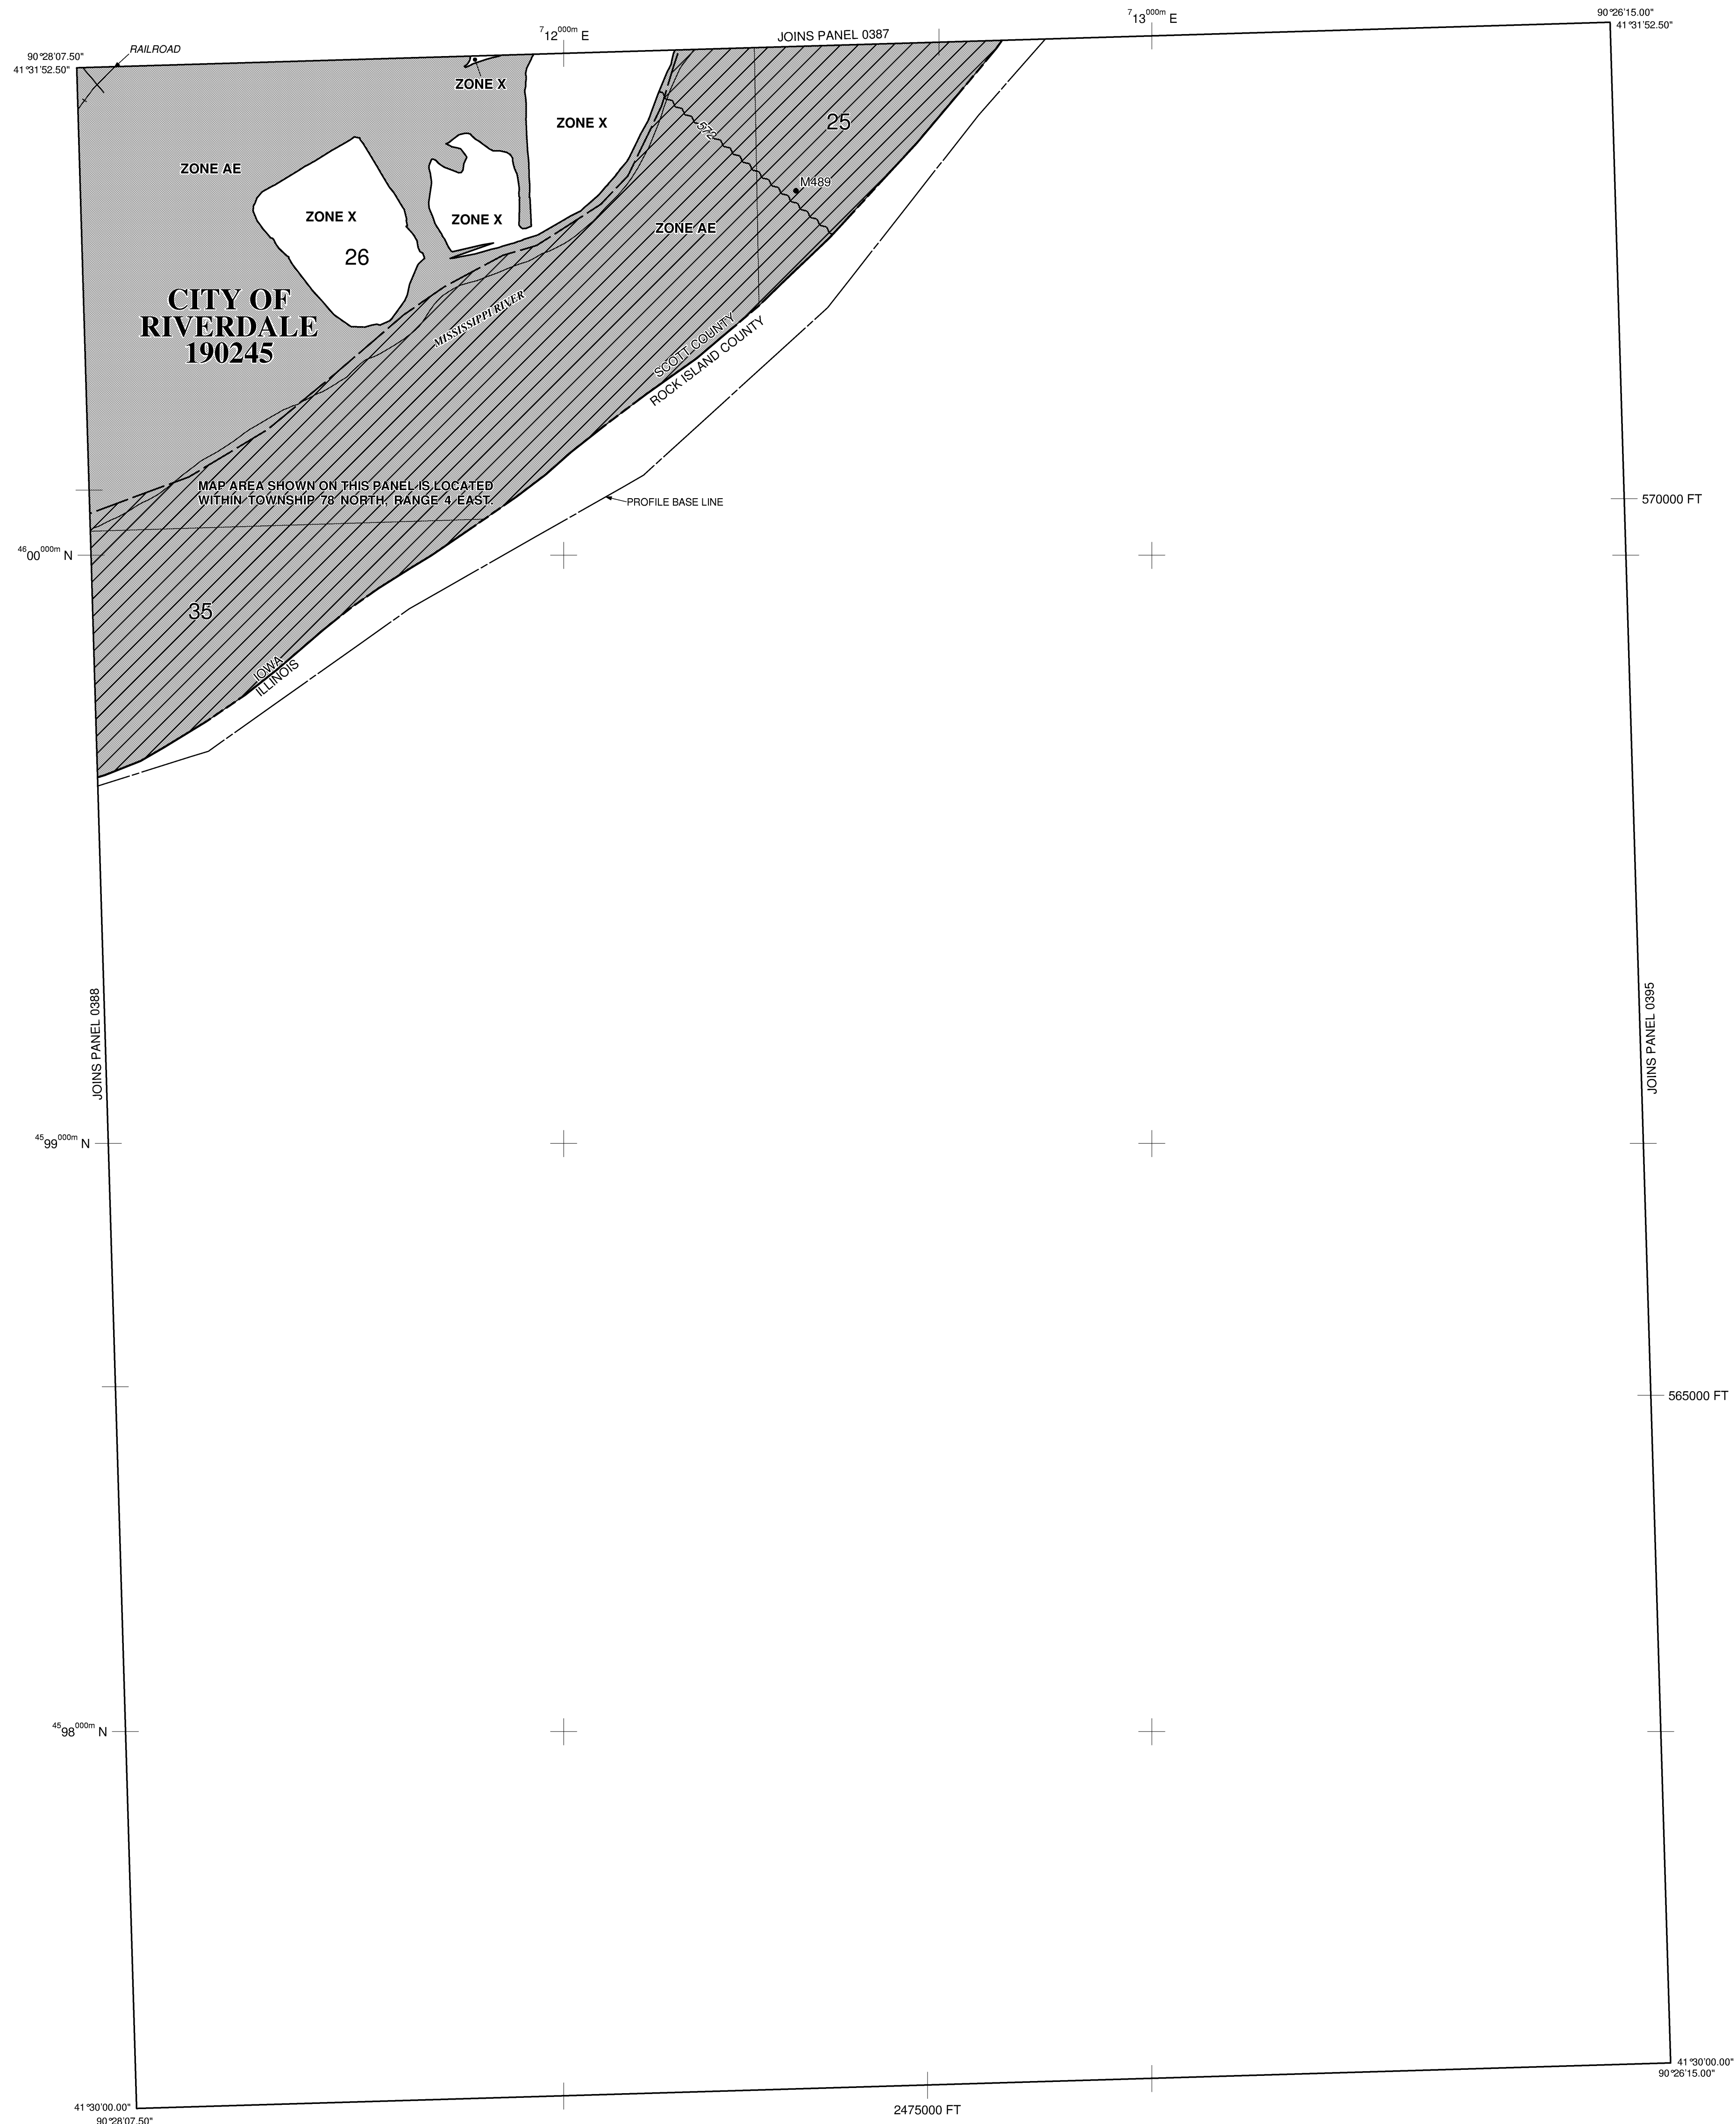 90°28'07.50"
41°31'52.50"
RAILROAD
712000m E
JOINS PANEL 0387
713000m E
90°26'15.00"
41°31'52.50"
ZONE X
ZONE X
25
572
ZONE AE
M489
ZONE X
ZONE X
ZONE AE
26
CITY OF
RIVERDALE
190245
MISSISSIPPI RIVER
SCOTT COUNTY
ROCK ISLAND COUNTY
MAP AREA SHOWN ON THIS PANEL IS LOCATED
WITHIN TOWNSHIP 78 NORTH, RANGE 4 EAST.
PROFILE BASE LINE
570000 FT
4600000m N
35
IOWA
ILLINOIS
JOINS PANEL 0388
JOINS PANEL 0395
4599000m N
565000 FT
4598000m N
41°30'00.00"
90°26'15.00"
41°30'00.00"
90°28'07.50"
2475000 FT